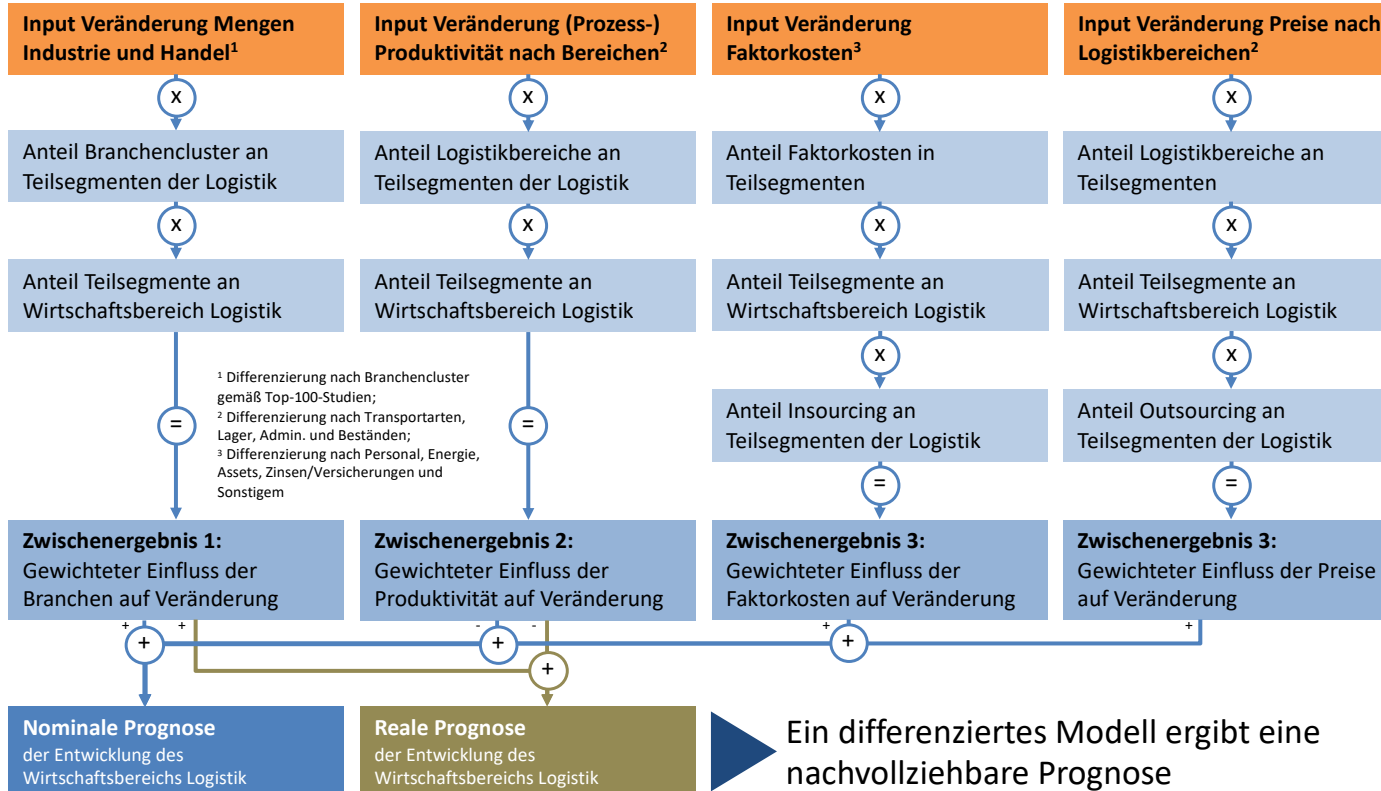 Input Veränderung Mengen
Industrie und Handel¹
Input Veränderung (Prozess-)
Produktivität nach Bereichen²
Input Veränderung
Faktorkosten³
Input Veränderung Preise nach
Logistikbereichen²
x
x
x
x
Anteil Branchencluster an
Teilsegmenten der Logistik
Anteil Logistikbereiche an
Teilsegmenten der Logistik
Anteil Faktorkosten in
Teilsegmenten
Anteil Logistikbereiche an
Teilsegmenten
x
x
x
x
Anteil Teilsegmente an
Wirtschaftsbereich Logistik
Anteil Teilsegmente an
Wirtschaftsbereich Logistik
Anteil Teilsegmente an
Wirtschaftsbereich Logistik
Anteil Teilsegmente an
Wirtschaftsbereich Logistik
x
x
¹ Differenzierung nach Branchencluster
gemäß Top-100-Studien;
² Differenzierung nach Transportarten,
Lager, Admin. und Beständen;
³ Differenzierung nach Personal, Energie,
Assets, Zinsen/Versicherungen und
Sonstigem
Anteil Insourcing an
Teilsegmenten der Logistik
Anteil Outsourcing an
Teilsegmenten der Logistik
=
=
=
=
Zwischenergebnis 1:
Gewichteter Einfluss der
Branchen auf Veränderung
Zwischenergebnis 2:
Gewichteter Einfluss der
Produktivität auf Veränderung
Zwischenergebnis 3:
Gewichteter Einfluss der
Faktorkosten auf Veränderung
Zwischenergebnis 3:
Gewichteter Einfluss der Preise
auf Veränderung
+ + - - + +
+ + +
+
Nominale Prognose
der Entwicklung des
Wirtschaftsbereichs Logistik
Reale Prognose
der Entwicklung des
Wirtschaftsbereichs Logistik
Ein differenziertes Modell ergibt eine
nachvollziehbare Prognose